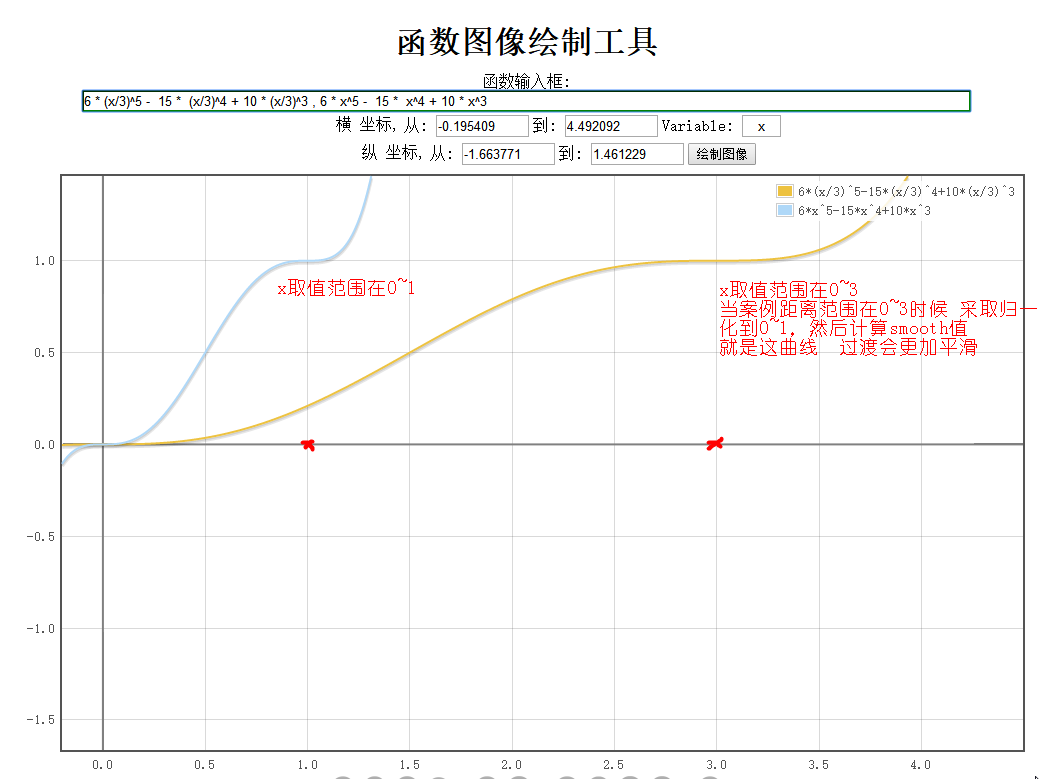 函数图像绘制工具
函数输入框:
6 * (x/3)^5 -  15 *  (x/3)^4 + 10 * (x/3)^3 , 6 * x^5 -  15 *  x^4 + 10 * x^3
横 坐标, 从: -0.195409 到: 4.492092 Variable: x
纵 坐标, 从: -1.663771 到: 1.461229 绘制图像
6*(x/3)^5-15*(x/3)^4+10*(x/3)^3
6*x^5-15*x^4+10*x^3
1.0
x取值范围在0~1
x取值范围在0~3
当案例距离范围在0~3时候 采取归一
化到0~1, 然后计算smooth值
就是这曲线  过渡会更加平滑
0.5
0.0
-0.5
-1.0
-1.5
0.0 0.5 1.0 1.5 2.0 2.5 3.0 3.5 4.0